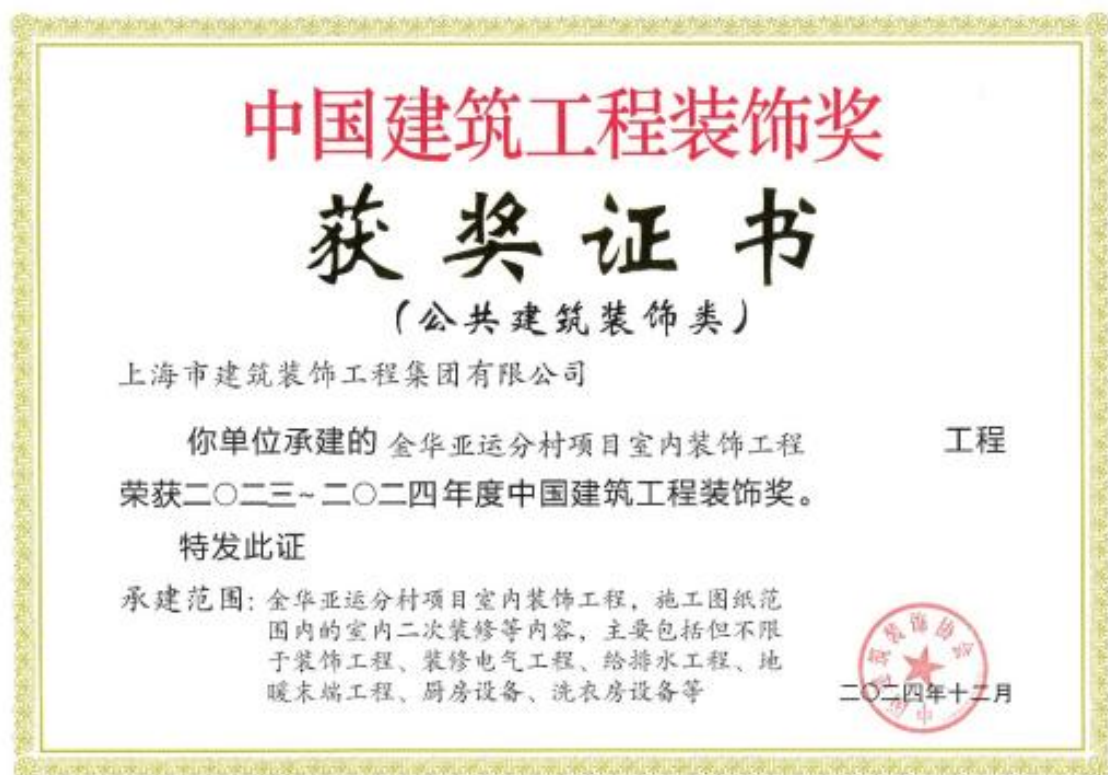 中国建筑工程装饰奖
获奖证书
(公共建筑装饰类)
上海市建筑装饰工程集团有限公司
你单位承建的 金华亚运分村项目室内装饰工程 工程
荣获二〇二三~二〇二四年度中国建筑工程装饰奖。
特发此证
承建范围：金华亚运分村项目室内装饰工程，施工图纸范
围内的室内二次装修等内容，主要包括但不限
于装饰工程、装修电气工程、给排水工程、地
暖末端工程、厨房设备、洗衣房设备等
中国建筑装饰协会
二〇二四年十二月